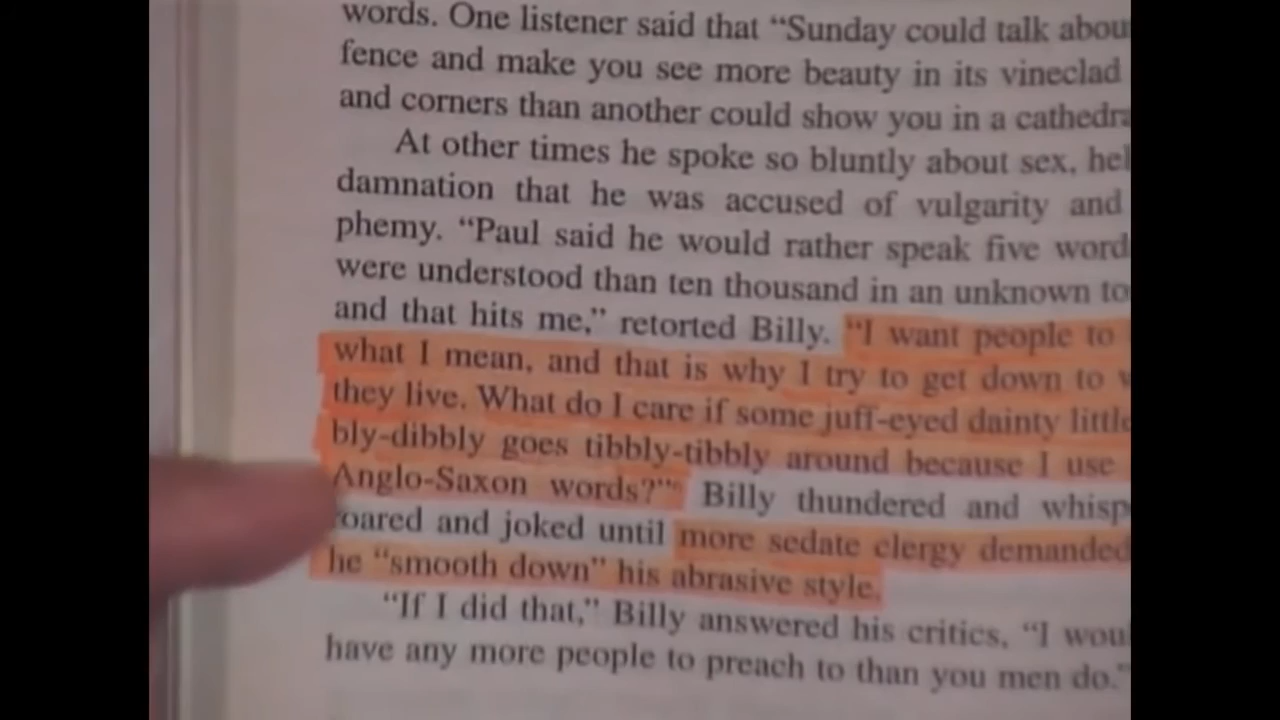 words. One listener said that “Sunday could talk abou
fence and make you see more beauty in its vineclad
and corners than another could show you in a cathedra
At other times he spoke so bluntly about sex, hel
damnation that he was accused of vulgarity and
phemy. “Paul said he would rather speak five word
were understood than ten thousand in an unknown to
and that hits me,” retorted Billy. “I want people to
what I mean, and that is why I try to get down to w
they live. What do I care if some juff-eyed dainty little
bly-dibbly goes tibbly-tibbly around because I use
Anglo-Saxon words?” Billy thundered and whisp
roared and joked until more sedate clergy demanded
he “smooth down” his abrasive style.
“If I did that,” Billy answered his critics, “I wou
have any more people to preach to than you men do.”